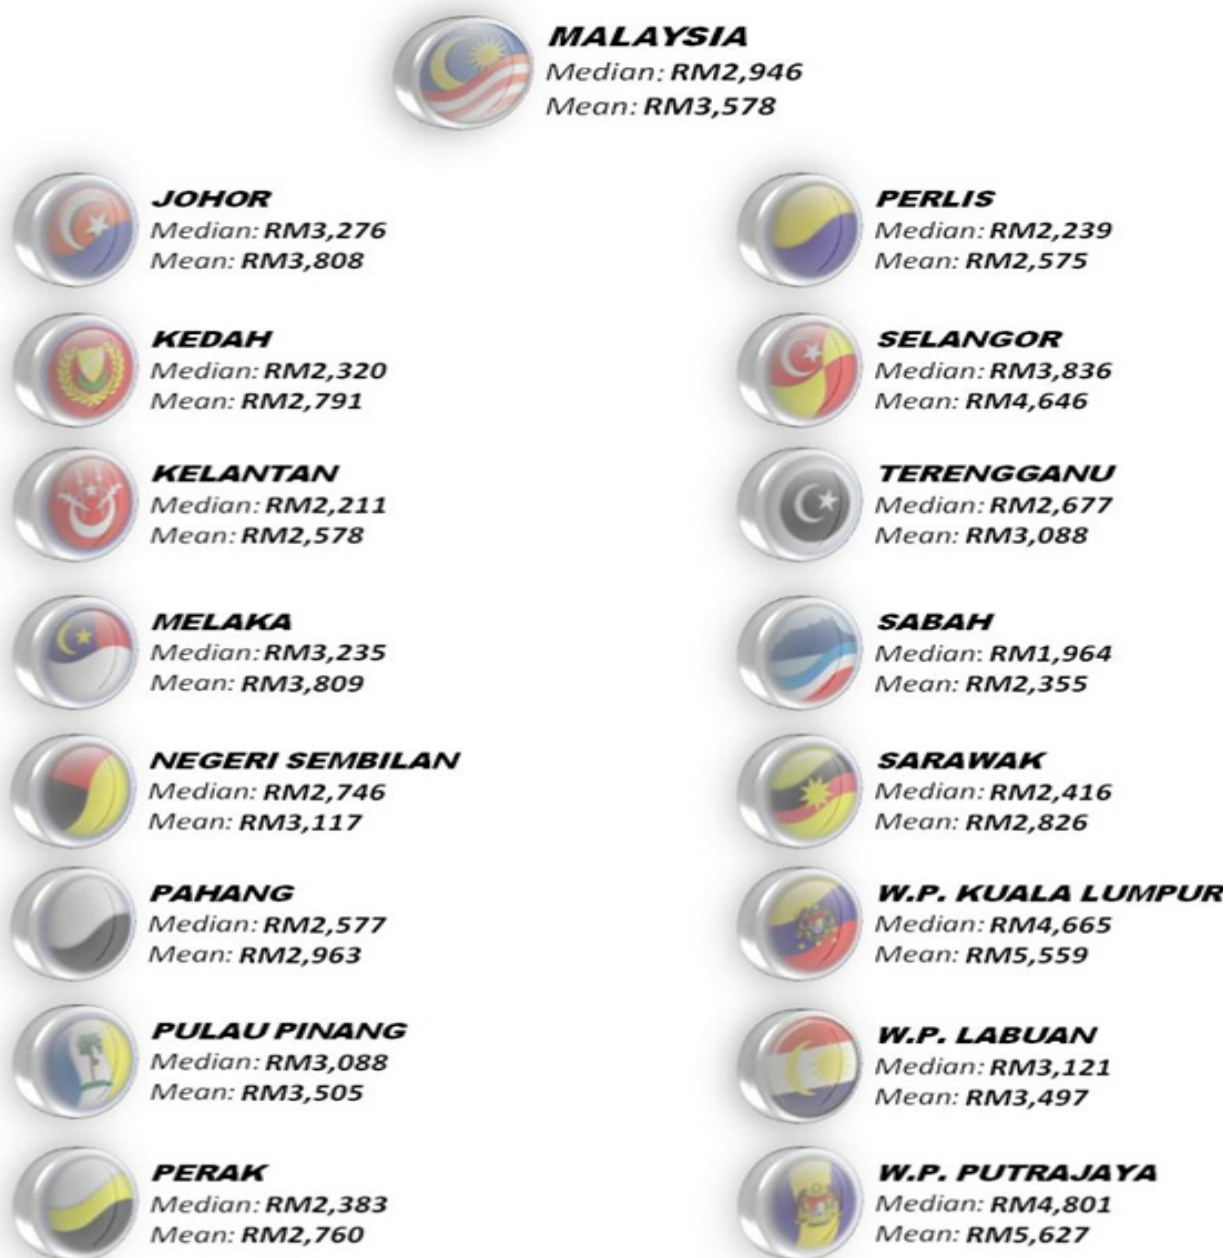 MALAYSIA
Median: RM2,946
Mean: RM3,578
JOHOR
Median: RM3,276
Mean: RM3,808
KEDAH
Median: RM2,320
Mean: RM2,791
KELANTAN
Median: RM2,211
Mean: RM2,578
MELAKA
Median: RM3,235
Mean: RM3,809
NEGERI SEMBILAN
Median: RM2,746
Mean: RM3,117
PAHANG
Median: RM2,577
Mean: RM2,963
PULAU PINANG
Median: RM3,088
Mean: RM3,505
PERAK
Median: RM2,383
Mean: RM2,760
PERLIS
Median: RM2,239
Mean: RM2,575
SELANGOR
Median: RM3,836
Mean: RM4,646
TERENGGANU
Median: RM2,677
Mean: RM3,088
SABAH
Median: RM1,964
Mean: RM2,355
SARAWAK
Median: RM2,416
Mean: RM2,826
W.P. KUALA LUMPUR
Median: RM4,665
Mean: RM5,559
W.P. LABUAN
Median: RM3,121
Mean: RM3,497
W.P. PUTRAJAYA
Median: RM4,801
Mean: RM5,627